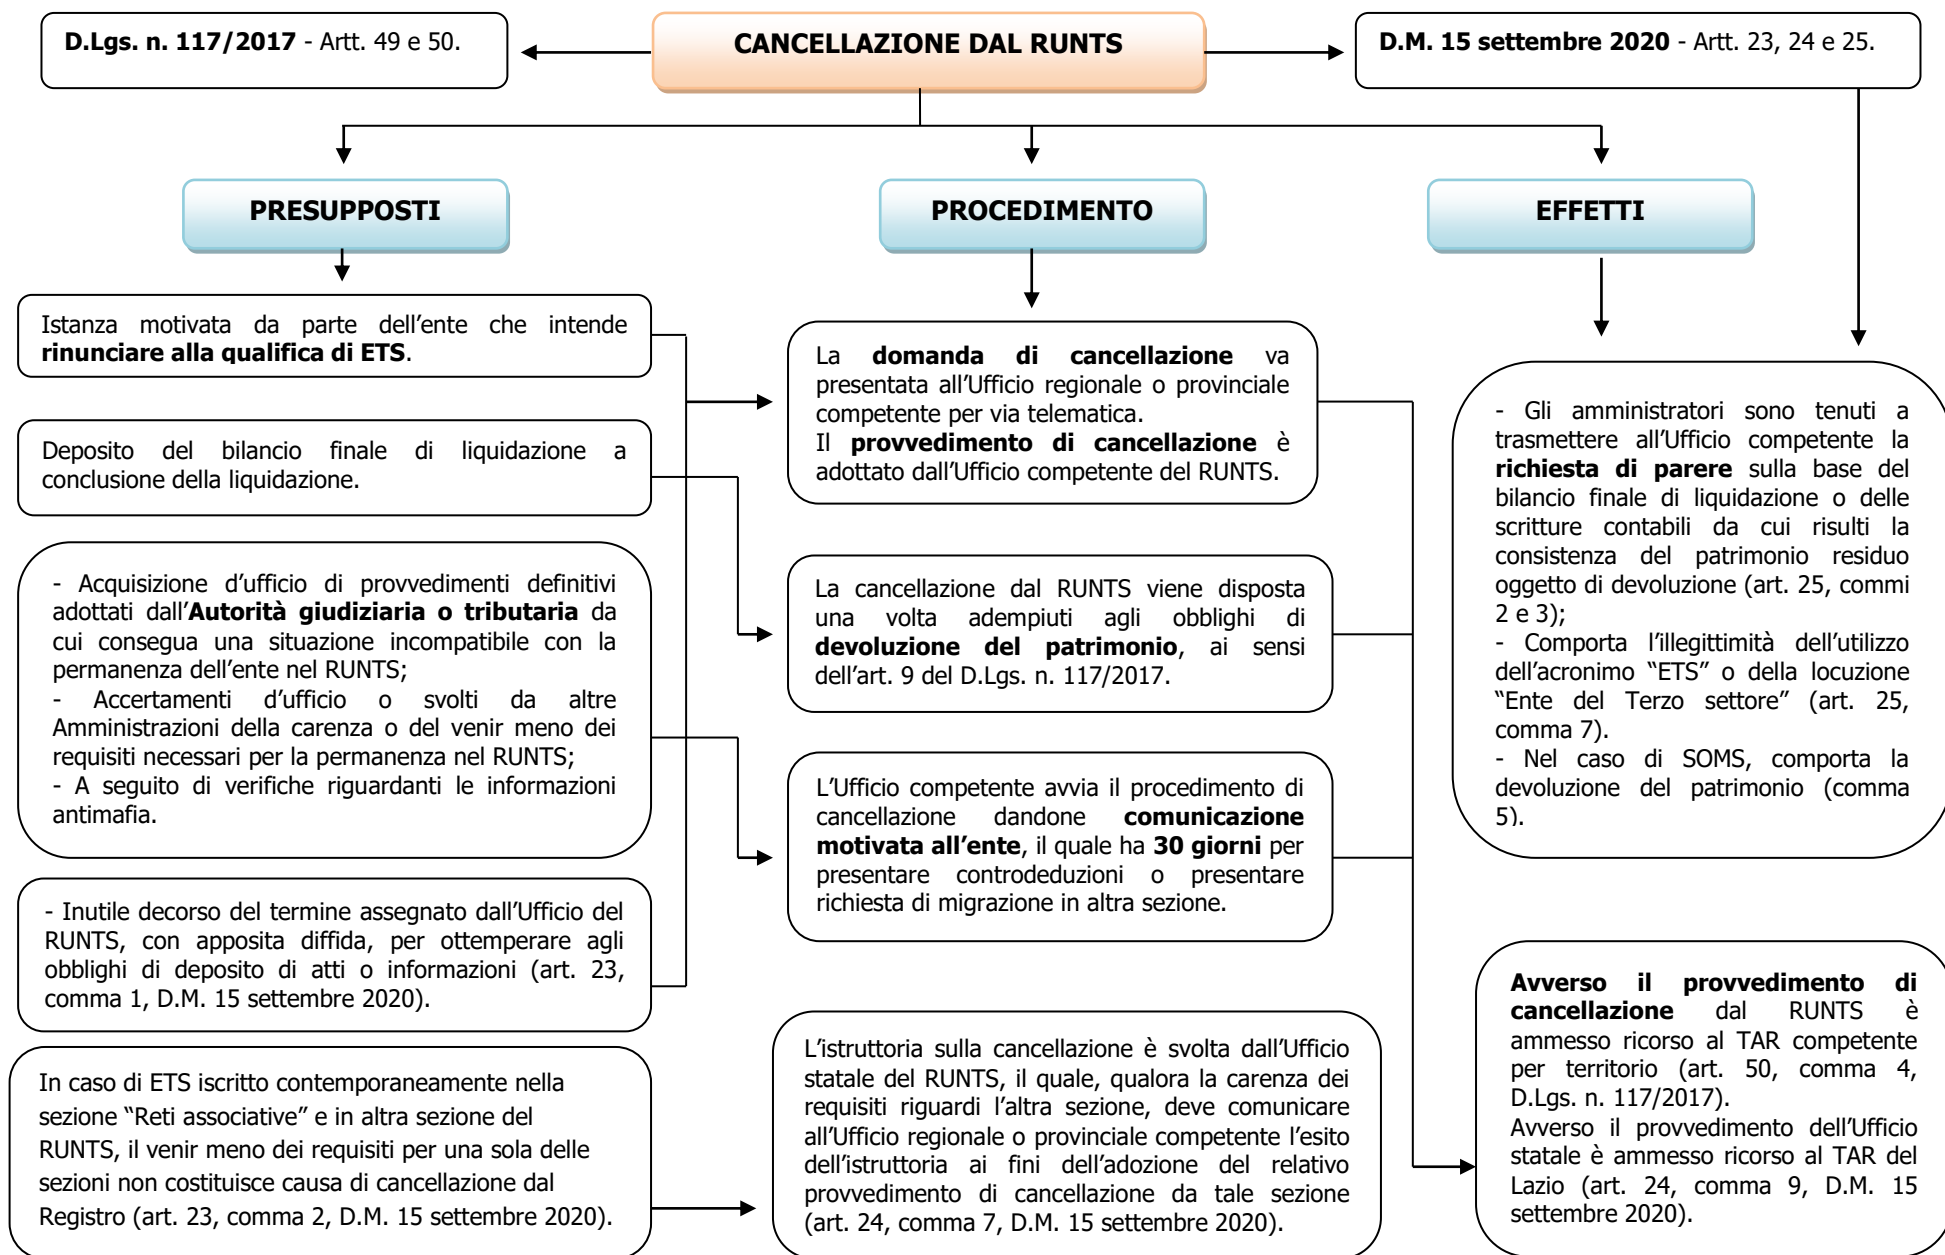 D.Lgs. n. 117/2017 - Artt. 49 e 50.
CANCELLAZIONE DAL RUNTS
D.M. 15 settembre 2020 - Artt. 23, 24 e 25.
PRESUPPOSTI
PROCEDIMENTO
EFFETTI
Istanza motivata da parte dell’ente che intende
rinunciare alla qualifica di ETS.
Deposito del bilancio finale di liquidazione a
conclusione della liquidazione.
- Acquisizione d’ufficio di provvedimenti definitivi
adottati dall’Autorità giudiziaria o tributaria da
cui consegua una situazione incompatibile con la
permanenza dell’ente nel RUNTS;
- Accertamenti d’ufficio o svolti da altre
Amministrazioni della carenza o del venir meno dei
requisiti necessari per la permanenza nel RUNTS;
- A seguito di verifiche riguardanti le informazioni
antimafia.
- Inutile decorso del termine assegnato dall’Ufficio del
RUNTS, con apposita diffida, per ottemperare agli
obblighi di deposito di atti o informazioni (art. 23,
comma 1, D.M. 15 settembre 2020).
In caso di ETS iscritto contemporaneamente nella
sezione “Reti associative” e in altra sezione del
RUNTS, il venir meno dei requisiti per una sola delle
sezioni non costituisce causa di cancellazione dal
Registro (art. 23, comma 2, D.M. 15 settembre 2020).
La domanda di cancellazione va
presentata all’Ufficio regionale o provinciale
competente per via telematica.
Il provvedimento di cancellazione è
adottato dall’Ufficio competente del RUNTS.
La cancellazione dal RUNTS viene disposta
una volta adempiuti agli obblighi di
devoluzione del patrimonio, ai sensi
dell’art. 9 del D.Lgs. n. 117/2017.
L’Ufficio competente avvia il procedimento di
cancellazione dandone comunicazione
motivata all’ente, il quale ha 30 giorni per
presentare controdeduzioni o presentare
richiesta di migrazione in altra sezione.
L’istruttoria sulla cancellazione è svolta dall’Ufficio
statale del RUNTS, il quale, qualora la carenza dei
requisiti riguardi l’altra sezione, deve comunicare
all’Ufficio regionale o provinciale competente l’esito
dell’istruttoria ai fini dell’adozione del relativo
provvedimento di cancellazione da tale sezione
(art. 24, comma 7, D.M. 15 settembre 2020).
- Gli amministratori sono tenuti a
trasmettere all’Ufficio competente la
richiesta di parere sulla base del
bilancio finale di liquidazione o delle
scritture contabili da cui risulti la
consistenza del patrimonio residuo
oggetto di devoluzione (art. 25, commi
2 e 3);
- Comporta l’illegittimità dell’utilizzo
dell’acronimo “ETS” o della locuzione
“Ente del Terzo settore” (art. 25,
comma 7).
- Nel caso di SOMS, comporta la
devoluzione del patrimonio (comma
5).
Avverso il provvedimento di
cancellazione dal RUNTS è
ammesso ricorso al TAR competente
per territorio (art. 50, comma 4,
D.Lgs. n. 117/2017).
Avverso il provvedimento dell’Ufficio
statale è ammesso ricorso al TAR del
Lazio (art. 24, comma 9, D.M. 15
settembre 2020).